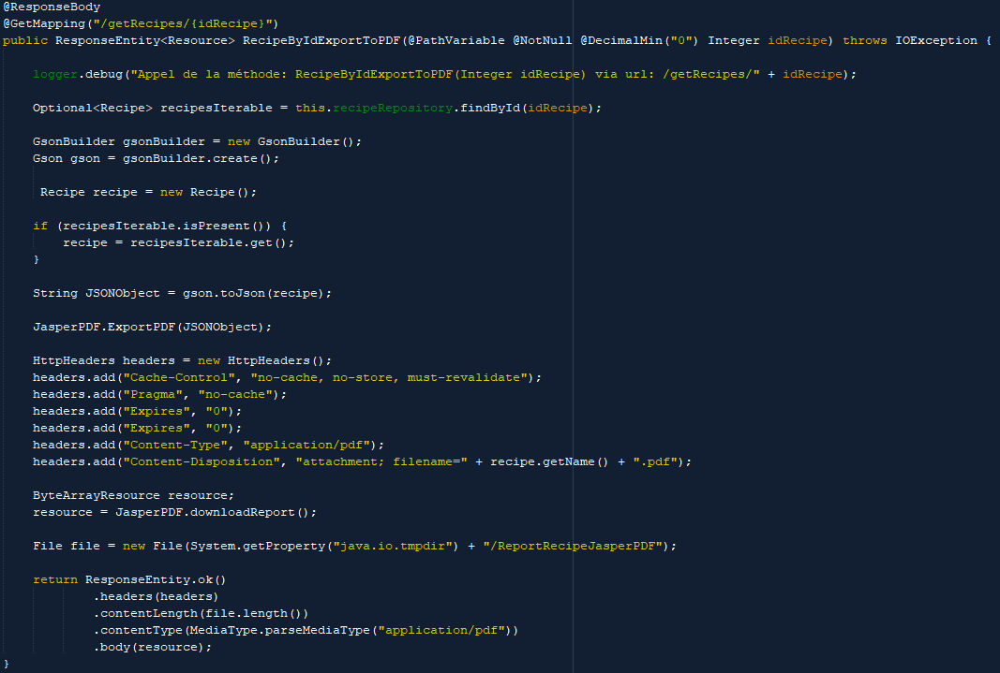 @ResponseBody
@GetMapping("/getRecipes/{idRecipe}")
public ResponseEntity<Resource> RecipeByIdExportToPDF(@PathVariable @NotNull @DecimalMin("0") Integer idRecipe) throws IOException {
logger.debug("Appel de la méthode: RecipeByIdExportToPDF(Integer idRecipe) via url: /getRecipes/" + idRecipe);
Optional<Recipe> recipesIterable = this.recipeRepository.findById(idRecipe);
GsonBuilder gsonBuilder = new GsonBuilder();
Gson gson = gsonBuilder.create();
Recipe recipe = new Recipe();
if (recipesIterable.isPresent()) {
recipe = recipesIterable.get();
}
String JSONObject = gson.toJson(recipe);
JasperPDF.ExportPDF(JSONObject);
HttpHeaders headers = new HttpHeaders();
headers.add("Cache-Control", "no-cache, no-store, must-revalidate");
headers.add("Pragma", "no-cache");
headers.add("Expires", "0");
headers.add("Expires", "0");
headers.add("Content-Type", "application/pdf");
headers.add("Content-Disposition", "attachment; filename=" + recipe.getName() + ".pdf");
ByteArrayResource resource;
resource = JasperPDF.downloadReport();
File file = new File(System.getProperty("java.io.tmpdir") + "/ReportRecipeJasperPDF");
return ResponseEntity.ok()
.headers(headers)
.contentLength(file.length())
.contentType(MediaType.parseMediaType("application/pdf"))
.body(resource);
}